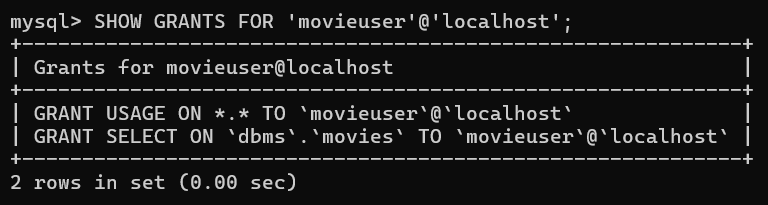 mysql> SHOW GRANTS FOR 'movieuser'@'localhost';
+------------------------------------------------------------+
| Grants for movieuser@localhost                             |
+------------------------------------------------------------+
| GRANT USAGE ON *.* TO `movieuser`@`localhost`              |
| GRANT SELECT ON `dbms`.`movies` TO `movieuser`@`localhost` |
+------------------------------------------------------------+
2 rows in set (0.00 sec)